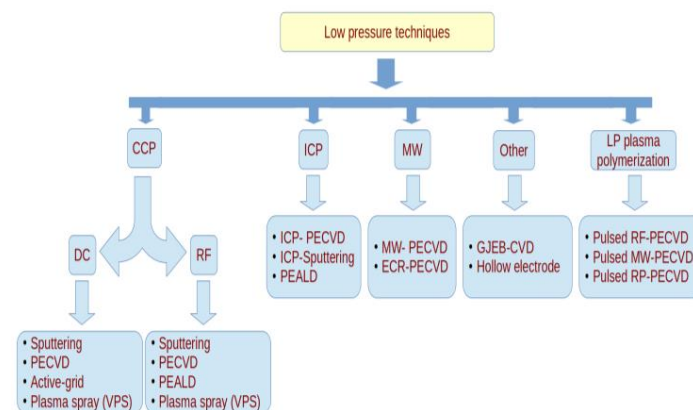 Low pressure techniques
CCP
ICP
MW
Other
LP plasma
polymerization
DC
RF
• ICP- PECVD
• ICP-Sputtering
• PEALD
• MW- PECVD
• ECR-PECVD
• GJEB-CVD
• Hollow electrode
• Pulsed RF-PECVD
• Pulsed MW-PECVD
• Pulsed RP-PECVD
• Sputtering
• PECVD
• Active-grid
• Plasma spray (VPS)
• Sputtering
• PECVD
• PEALD
• Plasma spray (VPS)